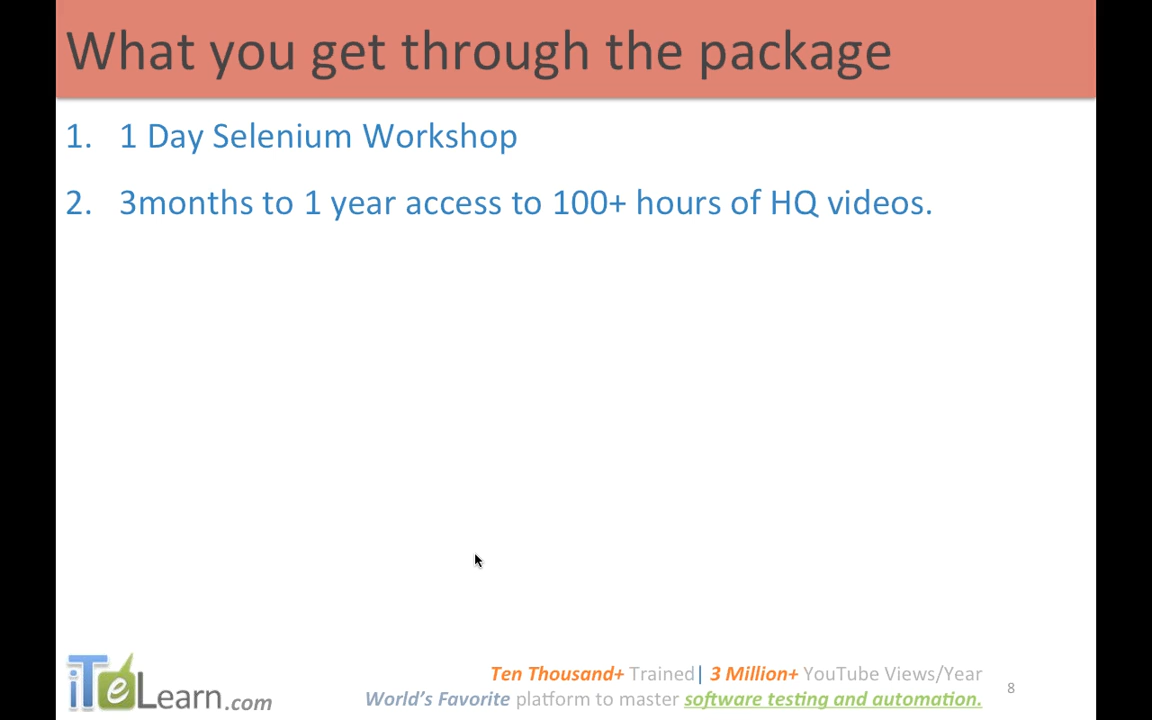 What you get through the package
1. 1 Day Selenium Workshop
2. 3months to 1 year access to 100+ hours of HQ videos.
iTeLearn.com
Ten Thousand+ Trained| 3 Million+ YouTube Views/Year
World's Favorite platform to master software testing and automation.
8